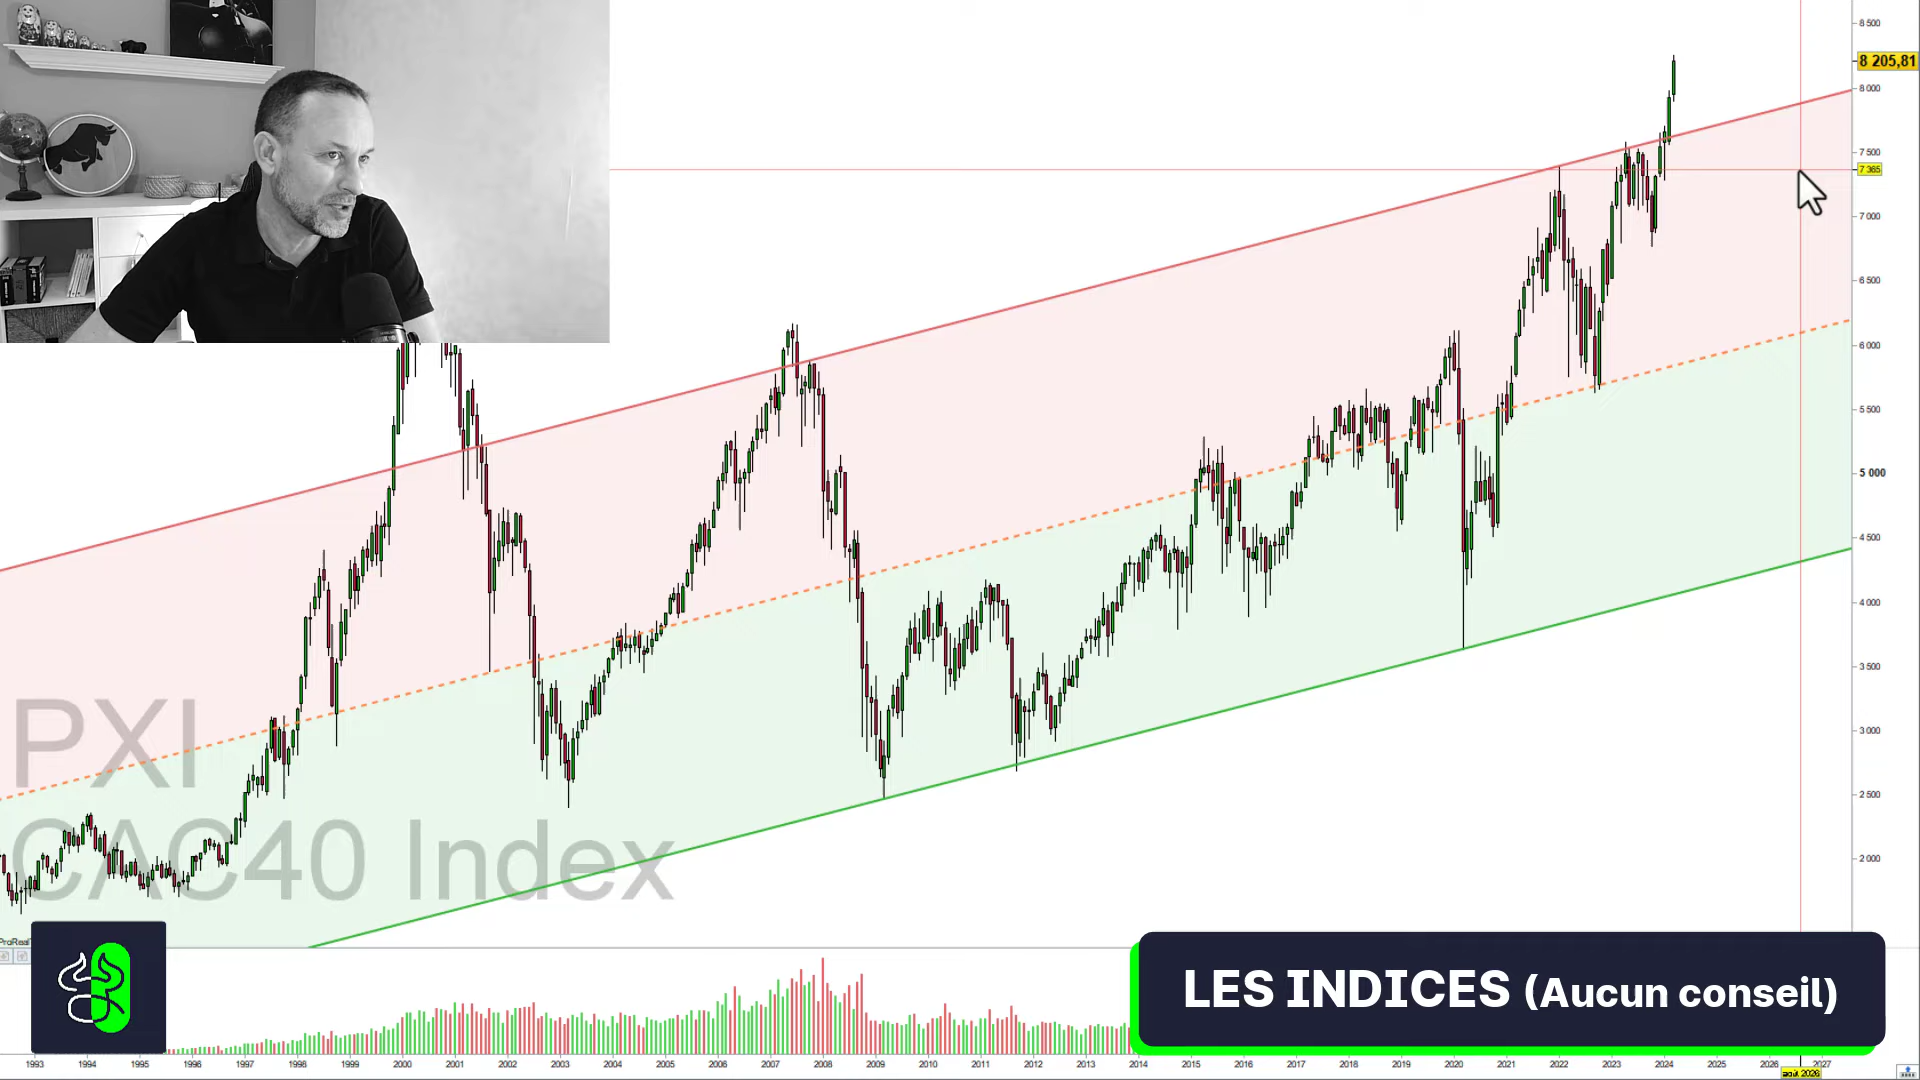 8 500
8 205,81
8 000
7 500
7 365
7 000
6 500
6 000
5 500
5 000
4 500
4 000
3 500
3 000
2 500
2 000
PXI
CAC40 Index
ProReal
LES INDICES (Aucun conseil)
1993 1994 1995 1996 1997 1998 1999 2000 2001 2002 2003 2004 2005 2006 2007 2008 2009 2010 2011 2012 2013 2014 2015 2016 2017 2018 2019 2020 2021 2022 2023 2024 2025 2026 2027
août 2026